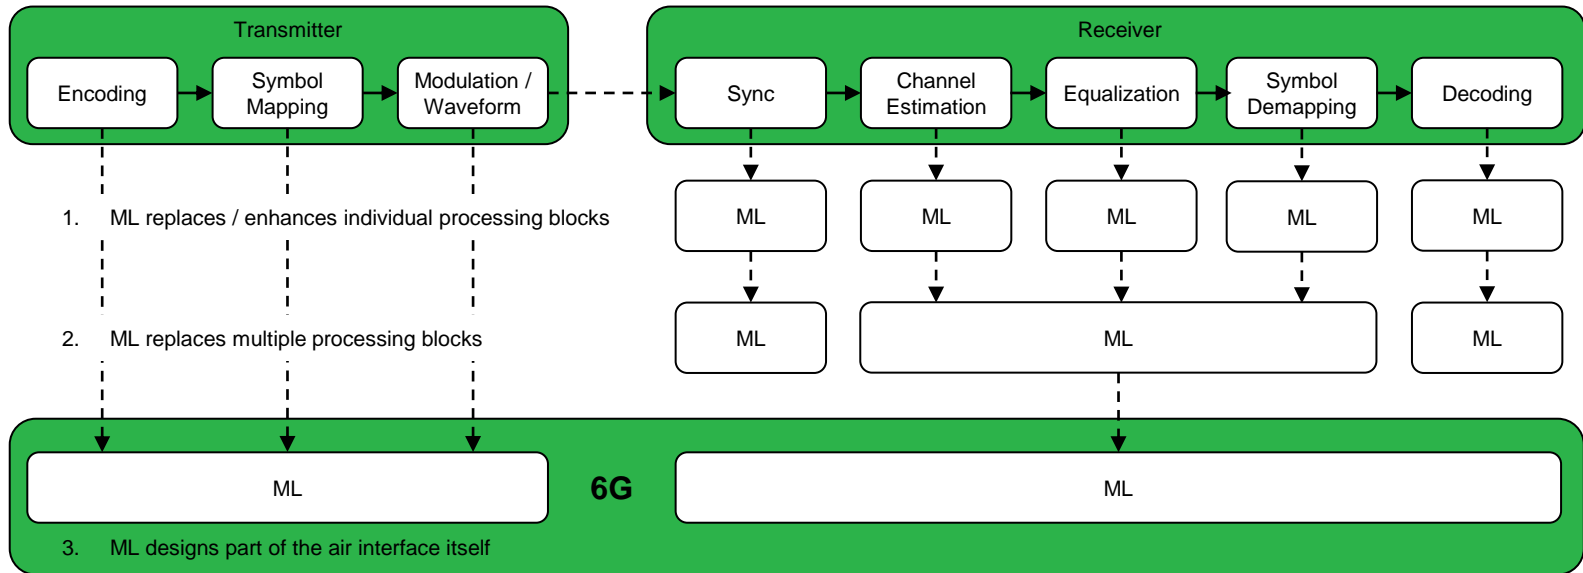 Transmitter
Receiver
Encoding
Symbol
Mapping
Modulation /
Waveform
Sync
Channel
Estimation
Equalization
Symbol
Demapping
Decoding
1. ML replaces / enhances individual processing blocks
ML
ML
ML
ML
ML
2. ML replaces multiple processing blocks
ML
ML
ML
ML
6G
ML
3. ML designs part of the air interface itself